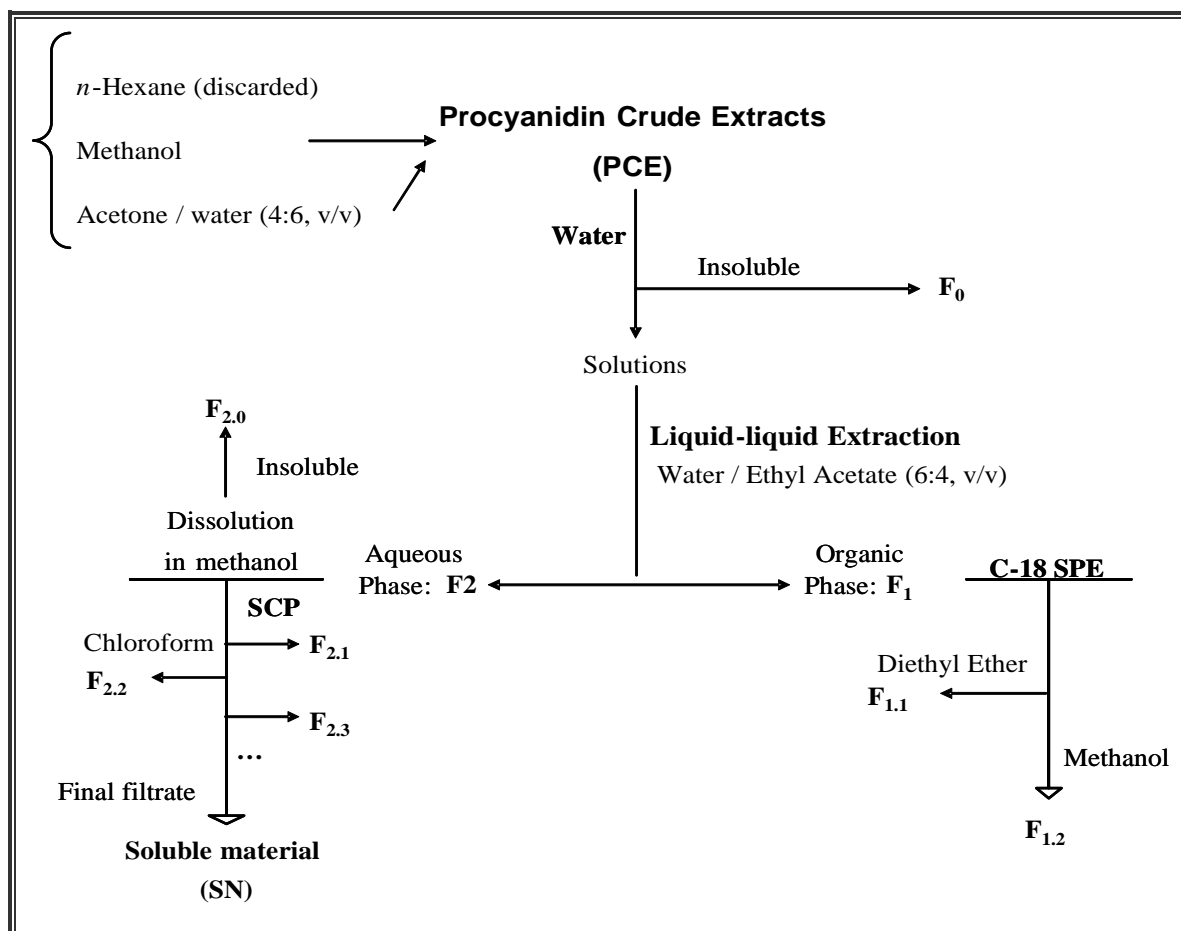 n-Hexane (discarded)
Methanol
Acetone / water (4:6, v/v)
Procyanidin Crude Extracts
(PCE)
Water
Insoluble
F0
Solutions
Liquid-liquid Extraction
Water / Ethyl Acetate (6:4, v/v)
F2.0
Insoluble
Dissolution
in methanol
Aqueous
Phase: F2
Organic
Phase: F1
C-18 SPE
SCP
Chloroform
F2.1
F2.2
F2.3
...
Final filtrate
Soluble material
(SN)
Diethyl Ether
F1.1
Methanol
F1.2